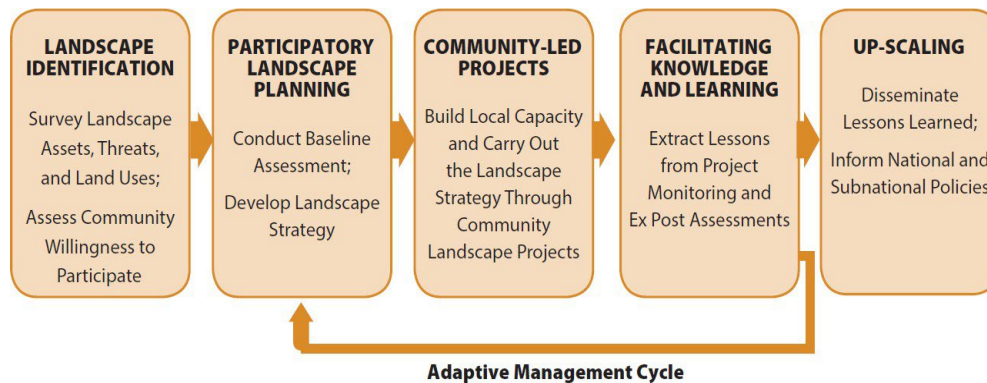 LANDSCAPE
IDENTIFICATION
Survey Landscape
Assets, Threats,
and Land Uses;
Assess Community
Willingness to
Participate
PARTICIPATORY
LANDSCAPE
PLANNING
Conduct Baseline
Assessment;
Develop Landscape
Strategy
COMMUNITY-LED
PROJECTS
Build Local Capacity
and Carry Out
the Landscape
Strategy Through
Community
Landscape Projects
FACILITATING
KNOWLEDGE
AND LEARNING
Extract Lessons
from Project
Monitoring and
Ex Post Assessments
UP-SCALING
Disseminate
Lessons Learned;
Inform National and
Subnational Policies
Adaptive Management Cycle